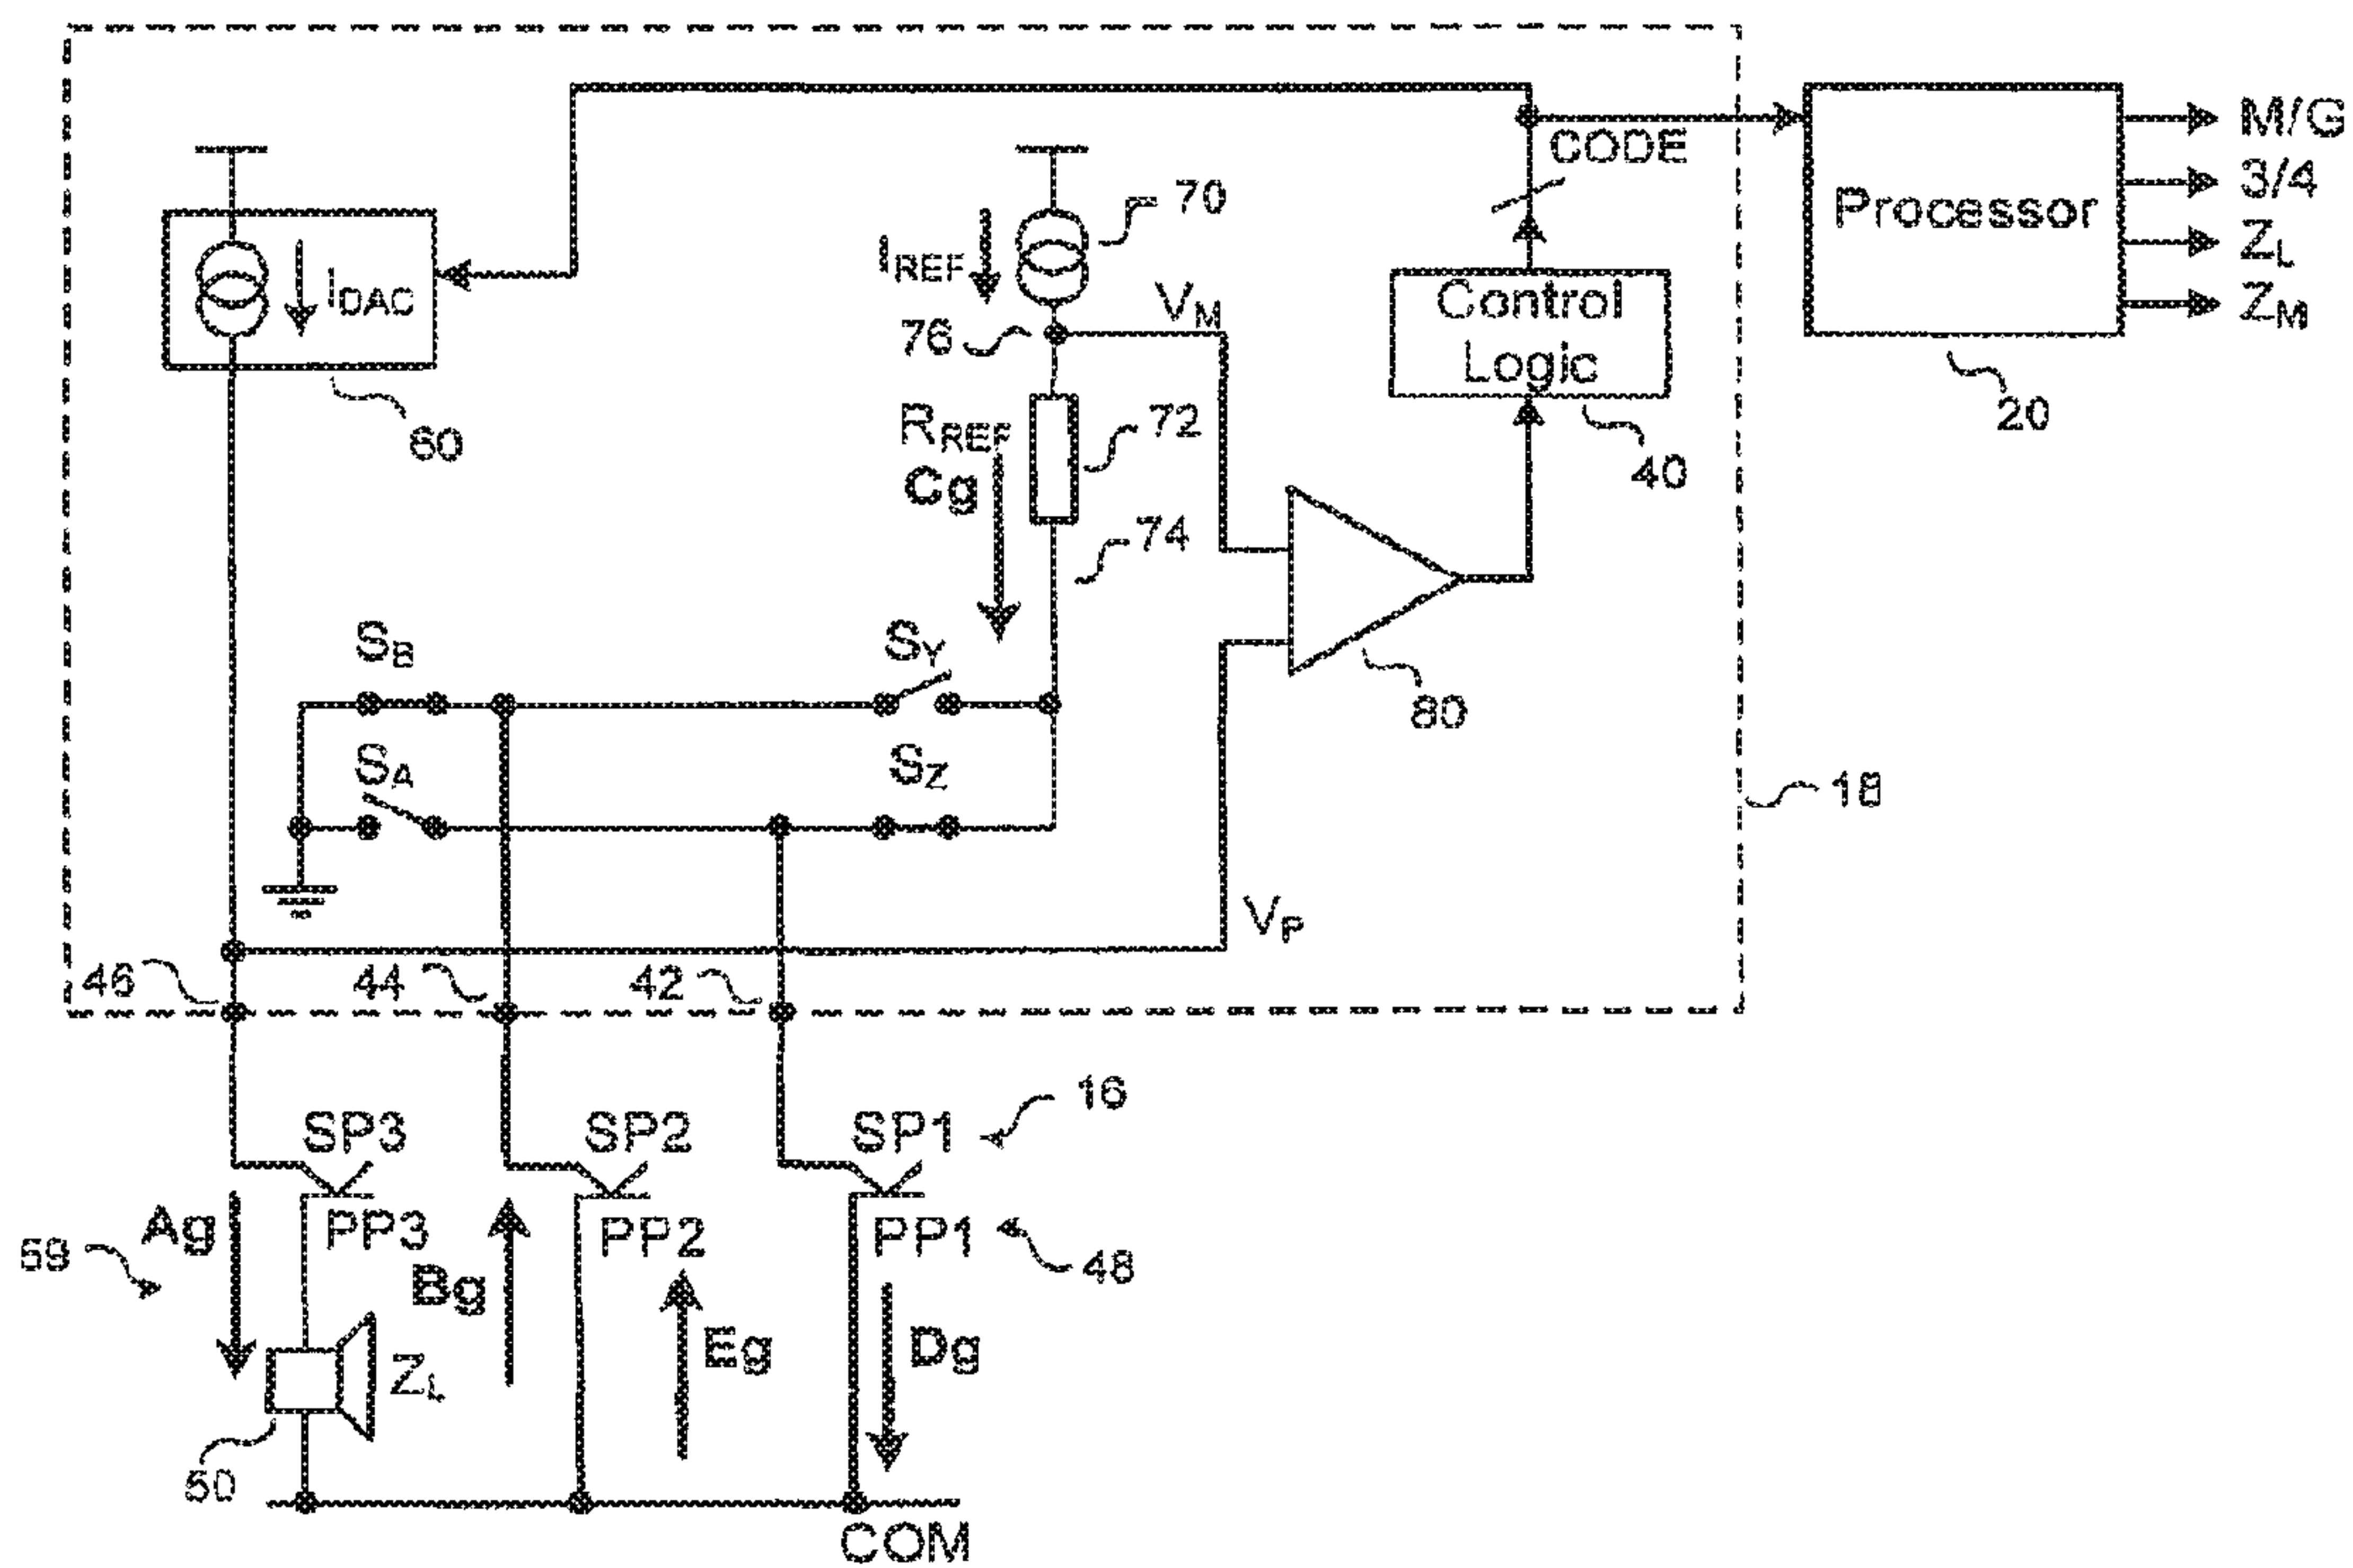 M/G
CODE
3/4
Processor
70
I_REF
Z_L
I_DAC
Control
Logic
V_M
Z_M
76
60
R_REF
72
20
Cg
40
74
S_B
S_Y
80
S_A
S_Z
18
V_P
46
44
42
16
SP3
SP2
SP1
Ag
PP3
PP2
PP1
59
Bg
48
Eg
Dg
Z_L
50
COM